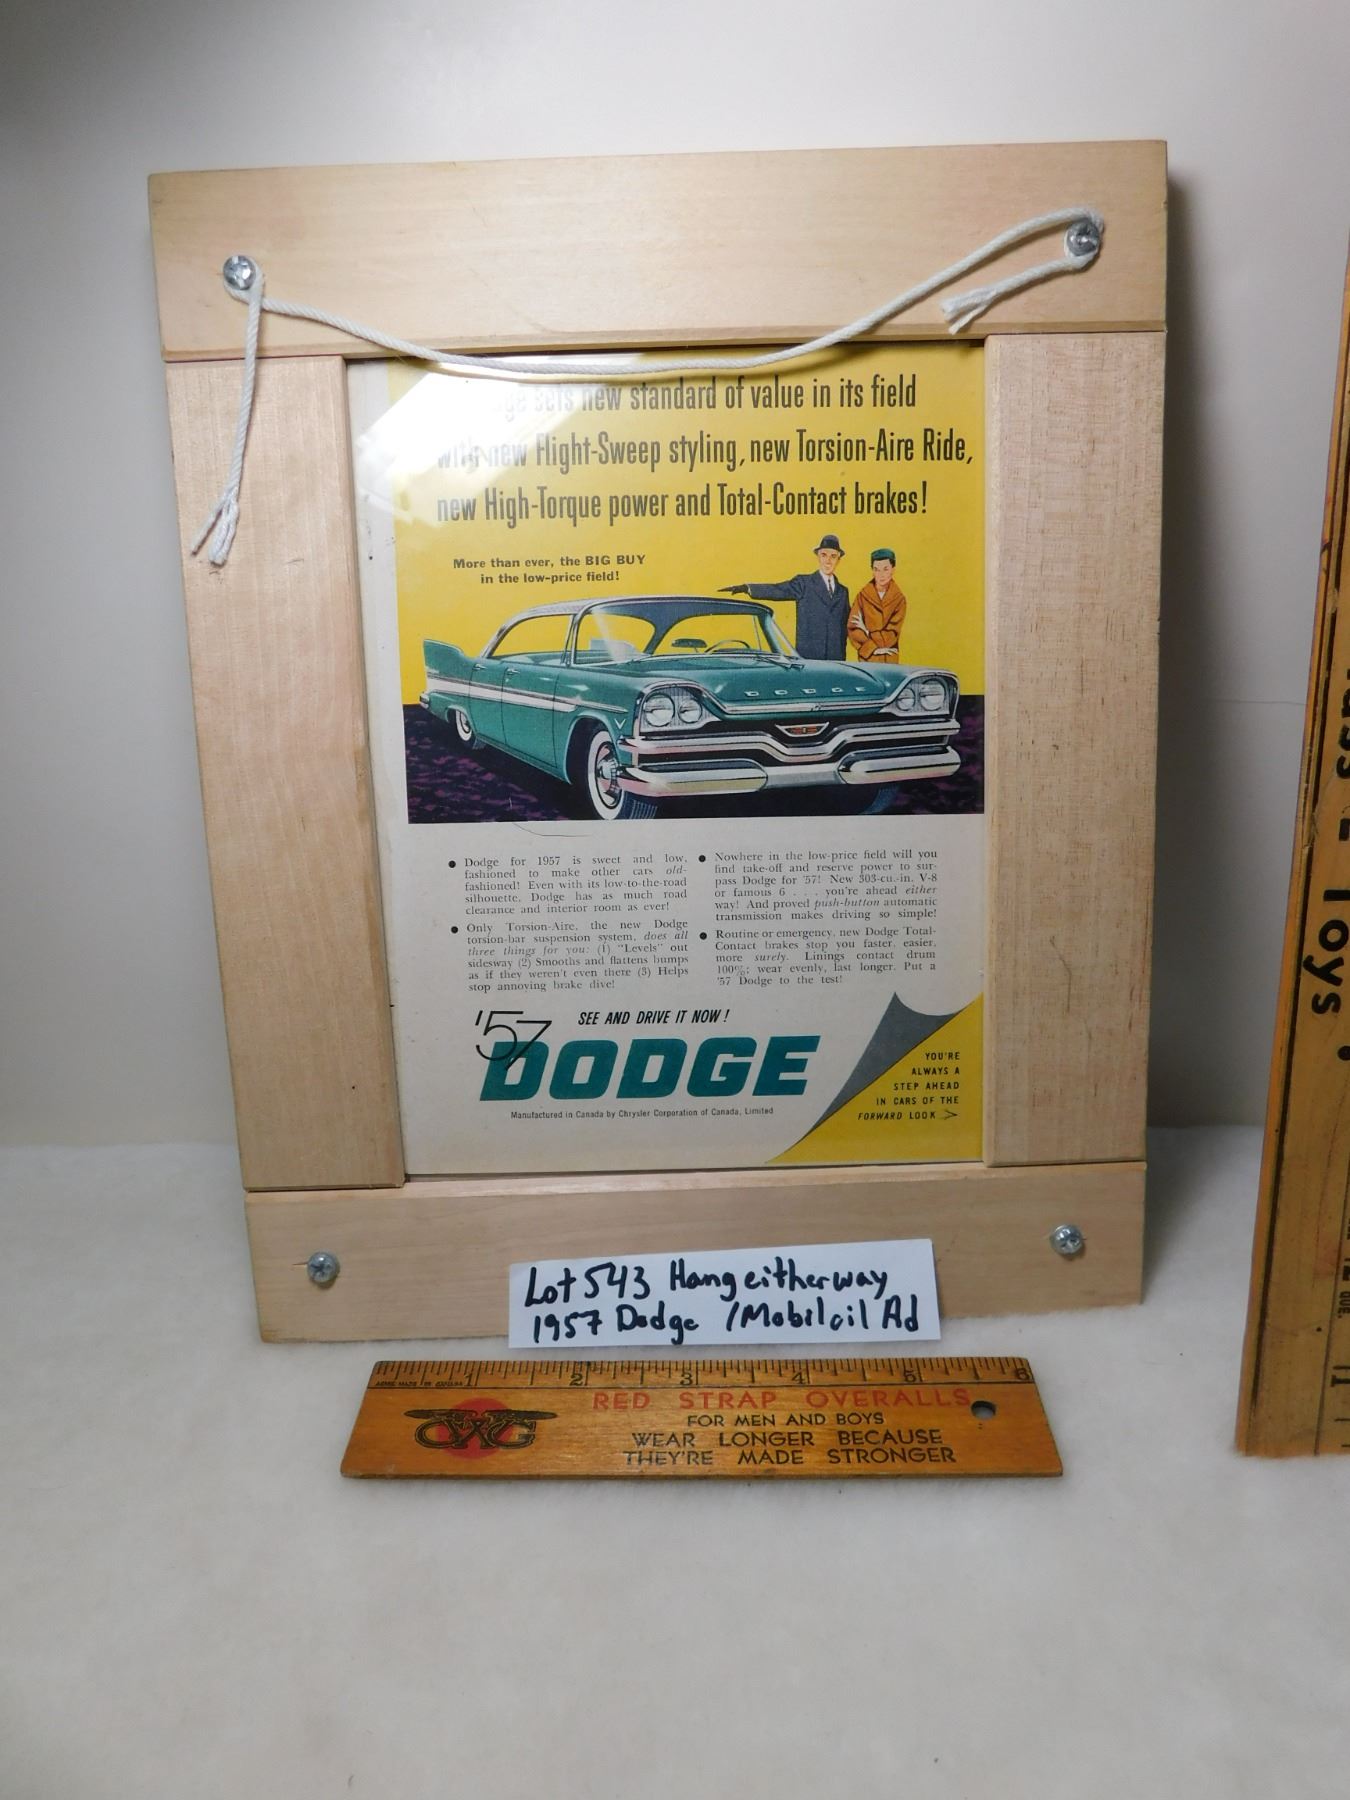 sets new standard of value in its field
with new Flight-Sweep styling, new Torsion-Aire Ride,
new High-Torque power and Total-Contact brakes!
More than ever, the BIG BUY
in the low-price field!
DODGE
● Dodge for 1957 is sweet and low,
fashioned to make other cars old-
fashioned! Even with its low-to-the-road
silhouette, Dodge has as much road
clearance and interior room as ever!
● Only Torsion-Aire, the new Dodge
torsion-bar suspension system, does all
three things for you: (1) "Levels" out
sidesway (2) Smooths and flattens bumps
as if they weren't even there (3) Helps
stop annoying brake dive!
● Nowhere in the low-price field will you
find take-off and reserve power to sur-
pass Dodge for '57! New 303-cu.-in. V-8
or famous 6 . . . you're ahead either
way! And proved push-button automatic
transmission makes driving so simple!
● Routine or emergency, new Dodge Total-
Contact brakes stop you faster, easier,
more surely. Linings contact drum
100%; wear evenly, last longer. Put a
'57 Dodge to the test!
SEE AND DRIVE IT NOW!
'57 DODGE
Manufactured in Canada by Chrysler Corporation of Canada, Limited
YOU'RE
ALWAYS A
STEP AHEAD
IN CARS OF THE
FORWARD LOOK >
Lot 543 Hang either way
1957 Dodge / Mobiloil Ad
1 2 3 4 5 6
GWG
RED STRAP OVERALLS
FOR MEN AND BOYS
WEAR LONGER BECAUSE
THEY'RE MADE STRONGER
Toys